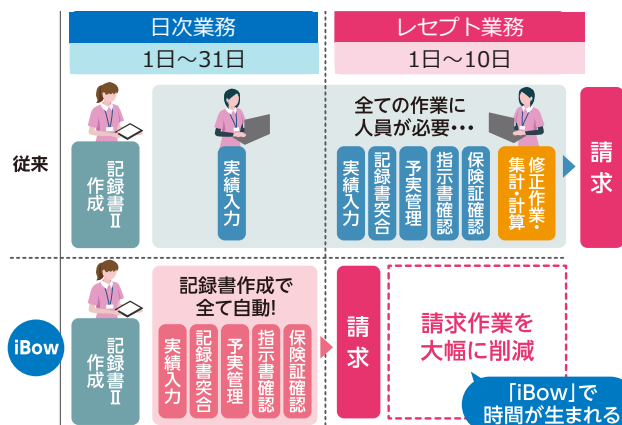 日次業務
1日〜31日
レセプト業務
1日〜10日
従来
記録書Ⅱ
作成
実績入力
全ての作業に
人員が必要・・・
実績入力
記録書突合
予実管理
指示書確認
保険証確認
修正作業・
集計・計算
請求
iBow
記録書Ⅱ
作成
記録書作成で
全て自動!
実績入力
記録書突合
予実管理
指示書確認
保険証確認
請求
請求作業を
大幅に削減
「iBow」で
時間が生まれる